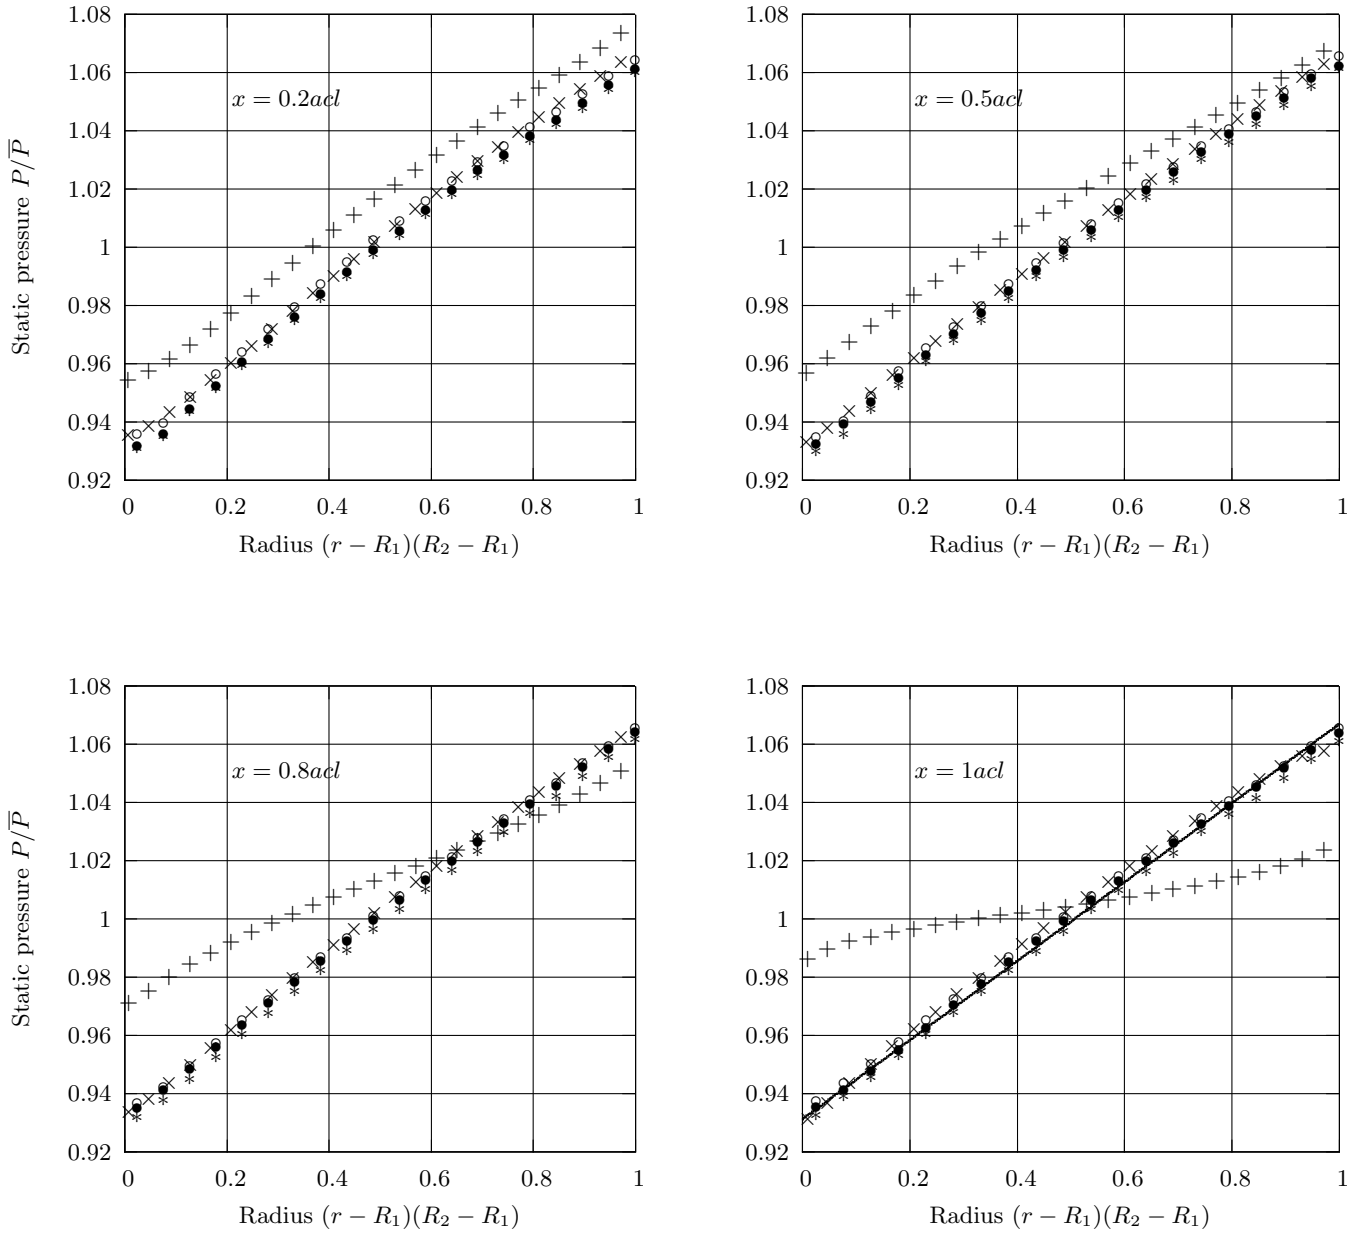 1.08
1.06
1.04
1.02
1
0.98
0.96
0.94
0.92
0 0.2 0.4 0.6 0.8 1
Static pressure P/P̅
x = 0.2acl
Radius (r − R₁)(R₂ − R₁)
1.08
1.06
1.04
1.02
1
0.98
0.96
0.94
0.92
0 0.2 0.4 0.6 0.8 1
x = 0.5acl
Radius (r − R₁)(R₂ − R₁)
1.08
1.06
1.04
1.02
1
0.98
0.96
0.94
0.92
0 0.2 0.4 0.6 0.8 1
Static pressure P/P̅
x = 0.8acl
Radius (r − R₁)(R₂ − R₁)
1.08
1.06
1.04
1.02
1
0.98
0.96
0.94
0.92
0 0.2 0.4 0.6 0.8 1
x = 1acl
Radius (r − R₁)(R₂ − R₁)